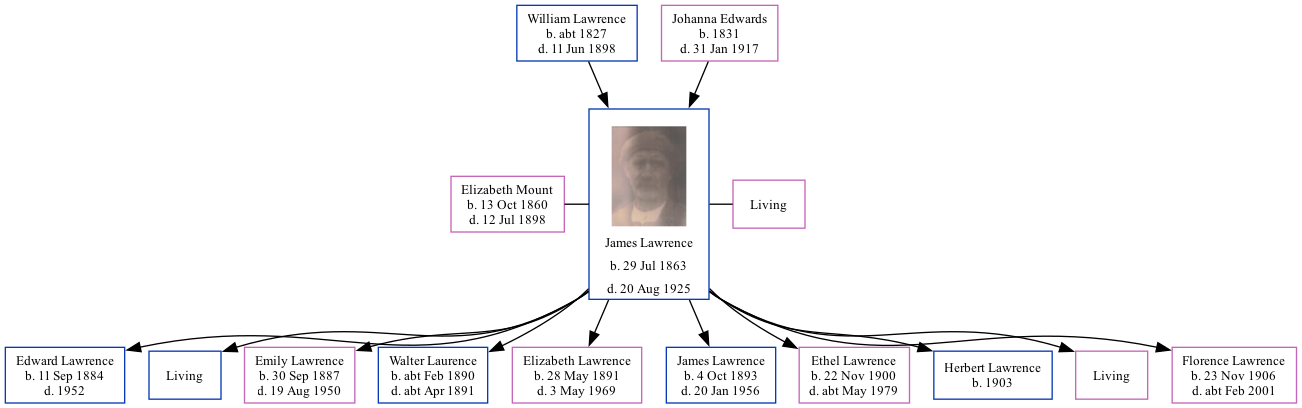 William Lawrence
b. abt 1827
d. 11 Jun 1898
Johanna Edwards
b. 1831
d. 31 Jan 1917
Elizabeth Mount
b. 13 Oct 1860
d. 12 Jul 1898
James Lawrence
b. 29 Jul 1863
d. 20 Aug 1925
Living
Edward Lawrence
b. 11 Sep 1884
d. 1952
Living
Emily Lawrence
b. 30 Sep 1887
d. 19 Aug 1950
Walter Laurence
b. abt Feb 1890
d. abt Apr 1891
Elizabeth Lawrence
b. 28 May 1891
d. 3 May 1969
James Lawrence
b. 4 Oct 1893
d. 20 Jan 1956
Ethel Lawrence
b. 22 Nov 1900
d. abt May 1979
Herbert Lawrence
b. 1903
Living
Florence Lawrence
b. 23 Nov 1906
d. abt Feb 2001